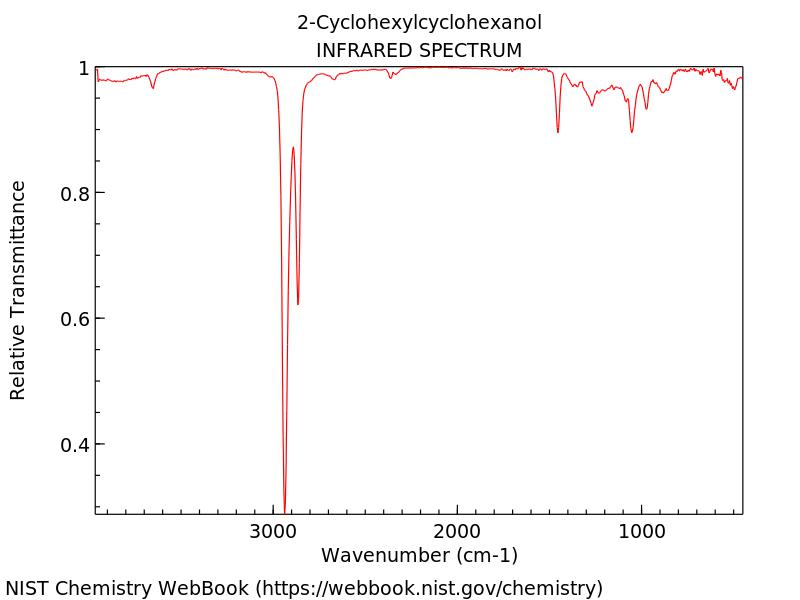 2-Cyclohexylcyclohexanol
INFRARED SPECTRUM
1
0.8
0.6
0.4
Relative Transmittance
3000 2000 1000
Wavenumber (cm-1)
NIST Chemistry WebBook (https://webbook.nist.gov/chemistry)